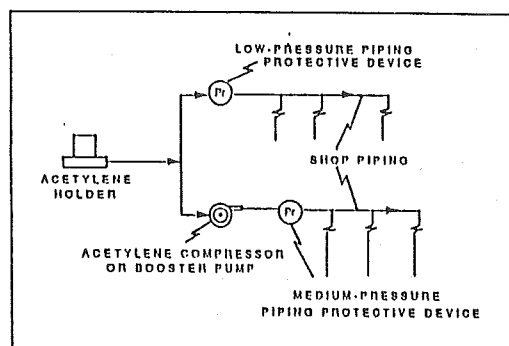 LOW-PRESSURE PIPING
PROTECTIVE DEVICE
Pr
SHOP PIPING
ACETYLENE
HOLDER
Pr
ACETYLENE COMPRESSOR
OR BOOSTER PUMP
MEDIUM-PRESSURE
PIPING PROTECTIVE DEVICE